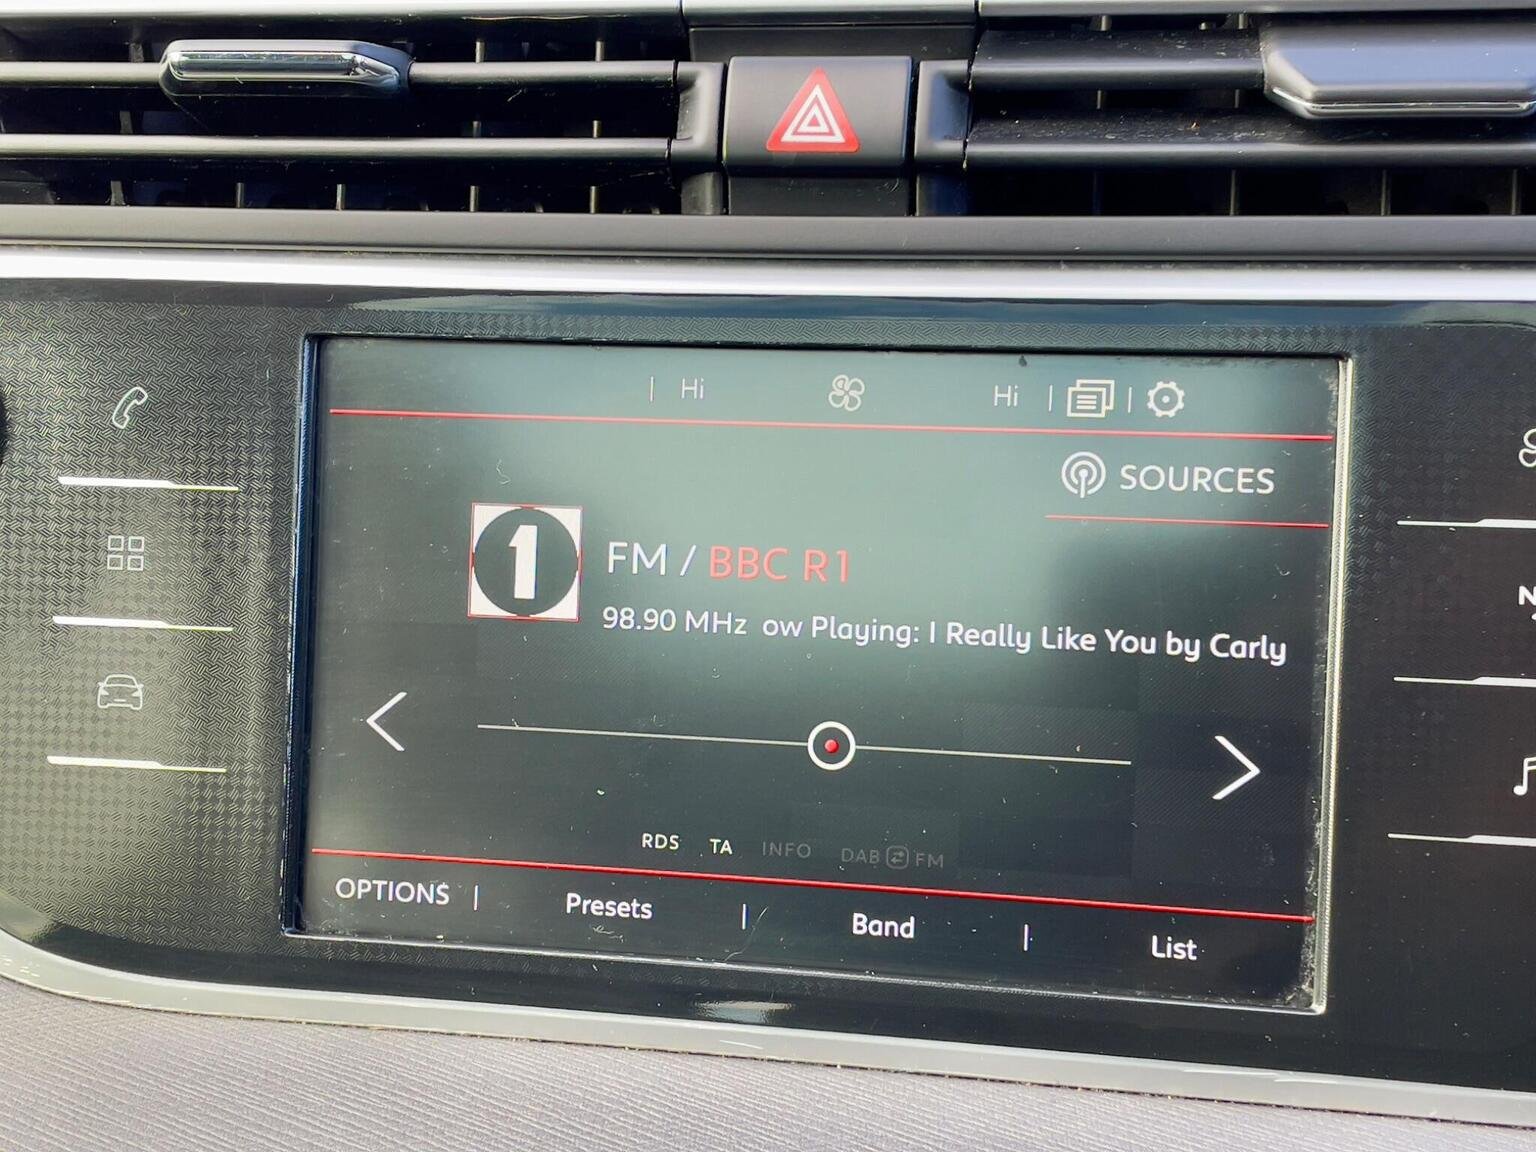 Hi Hi
SOURCES
1
FM / BBC R1
98.90 MHz ow Playing: I Really Like You by Carly
RDS TA INFO DAB FM
OPTIONS | Presets | Band | List